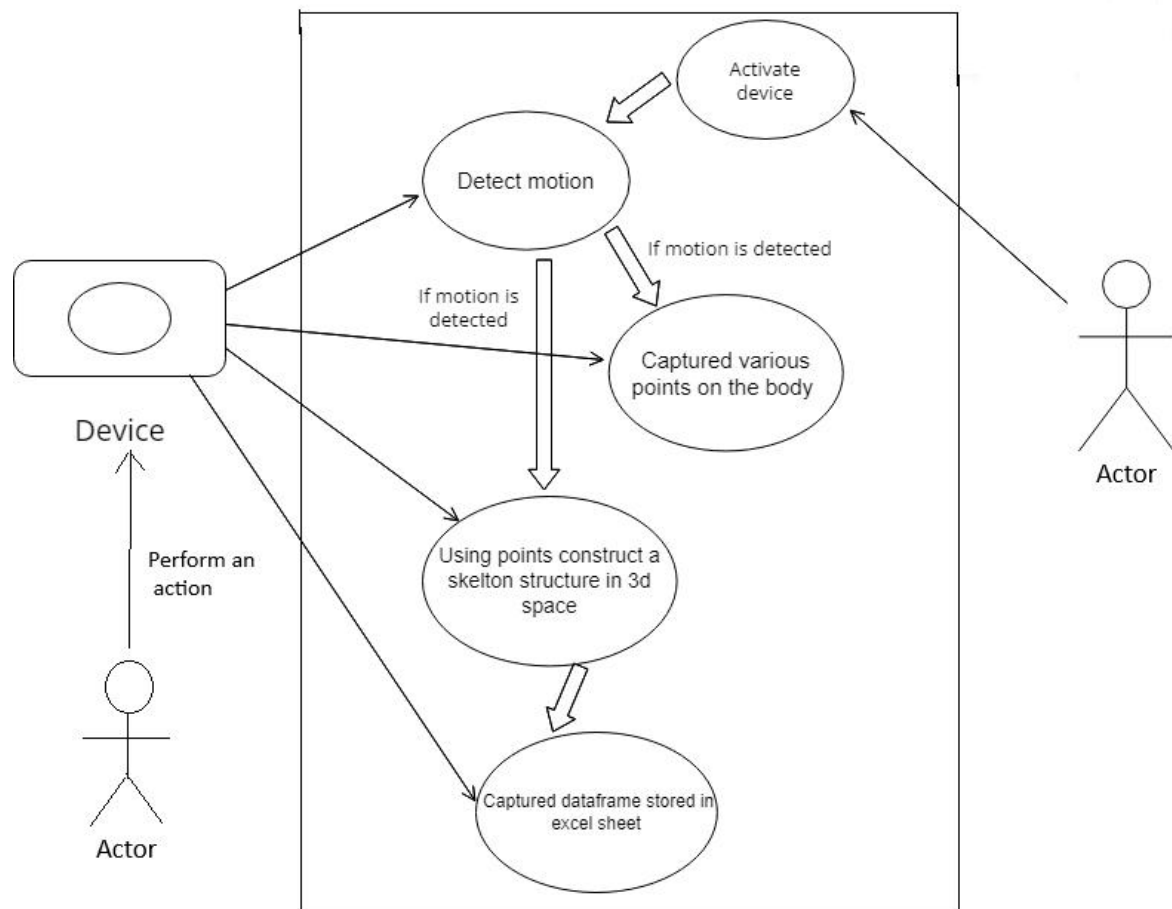 Activate
device
Detect motion
If motion is detected
If motion is
detected
Captured various
points on the body
Device
Actor
Using points construct a
skelton structure in 3d
space
Perform an
action
Captured dataframe stored in
excel sheet
Actor